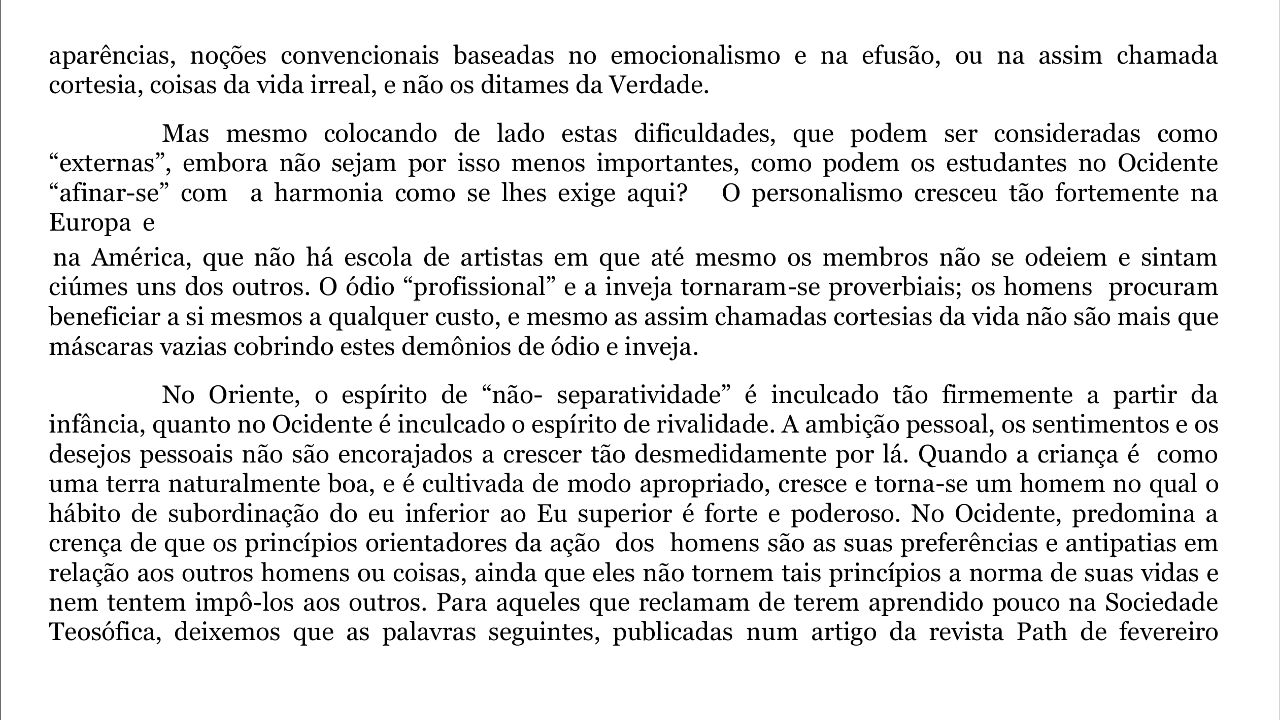 aparências, noções convencionais baseadas no emocionalismo e na efusão, ou na assim chamada
cortesia, coisas da vida irreal, e não os ditames da Verdade.
Mas mesmo colocando de lado estas dificuldades, que podem ser consideradas como
“externas”, embora não sejam por isso menos importantes, como podem os estudantes no Ocidente
“afinar-se” com a harmonia como se lhes exige aqui? O personalismo cresceu tão fortemente na
Europa e
na América, que não há escola de artistas em que até mesmo os membros não se odeiem e sintam
ciúmes uns dos outros. O ódio “profissional” e a inveja tornaram-se proverbiais; os homens procuram
beneficiar a si mesmos a qualquer custo, e mesmo as assim chamadas cortesias da vida não são mais que
máscaras vazias cobrindo estes demônios de ódio e inveja.
No Oriente, o espírito de “não- separatividade” é inculcado tão firmemente a partir da
infância, quanto no Ocidente é inculcado o espírito de rivalidade. A ambição pessoal, os sentimentos e os
desejos pessoais não são encorajados a crescer tão desmedidamente por lá. Quando a criança é como
uma terra naturalmente boa, e é cultivada de modo apropriado, cresce e torna-se um homem no qual o
hábito de subordinação do eu inferior ao Eu superior é forte e poderoso. No Ocidente, predomina a
crença de que os princípios orientadores da ação dos homens são as suas preferências e antipatias em
relação aos outros homens ou coisas, ainda que eles não tornem tais princípios a norma de suas vidas e
nem tentem impô-los aos outros. Para aqueles que reclamam de terem aprendido pouco na Sociedade
Teosófica, deixemos que as palavras seguintes, publicadas num artigo da revista Path de fevereiro